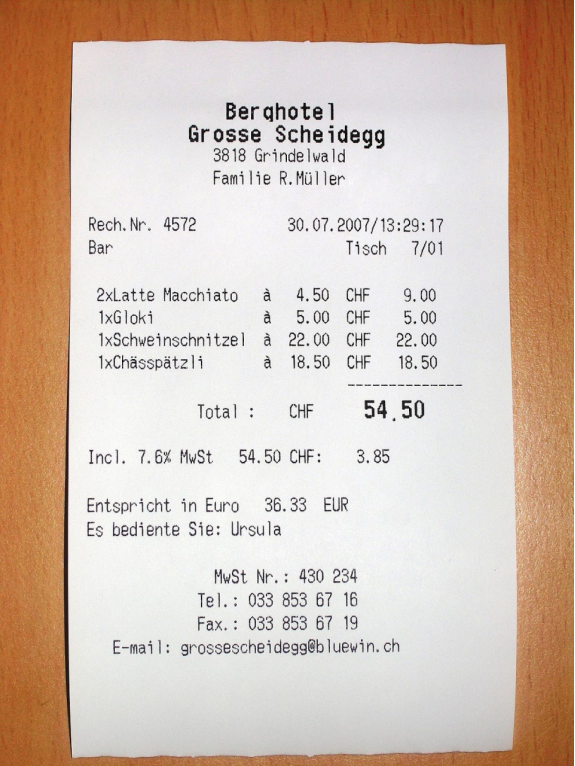 Berghotel
Grosse Scheidegg
3818 Grindelwald
Familie R.Müller
Rech.Nr. 4572 30.07.2007/13:29:17
Bar Tisch 7/01
2xLatte Macchiato à 4.50 CHF 9.00
1xGloki à 5.00 CHF 5.00
1xSchweinschnitzel à 22.00 CHF 22.00
1xChässpätzli à 18.50 CHF 18.50
--------------
Total : CHF 54.50
Incl. 7.6% MwSt 54.50 CHF: 3.85
Entspricht in Euro 36.33 EUR
Es bediente Sie: Ursula
MwSt Nr.: 430 234
Tel.: 033 853 67 16
Fax.: 033 853 67 19
E-mail: grossescheidegg@bluewin.ch